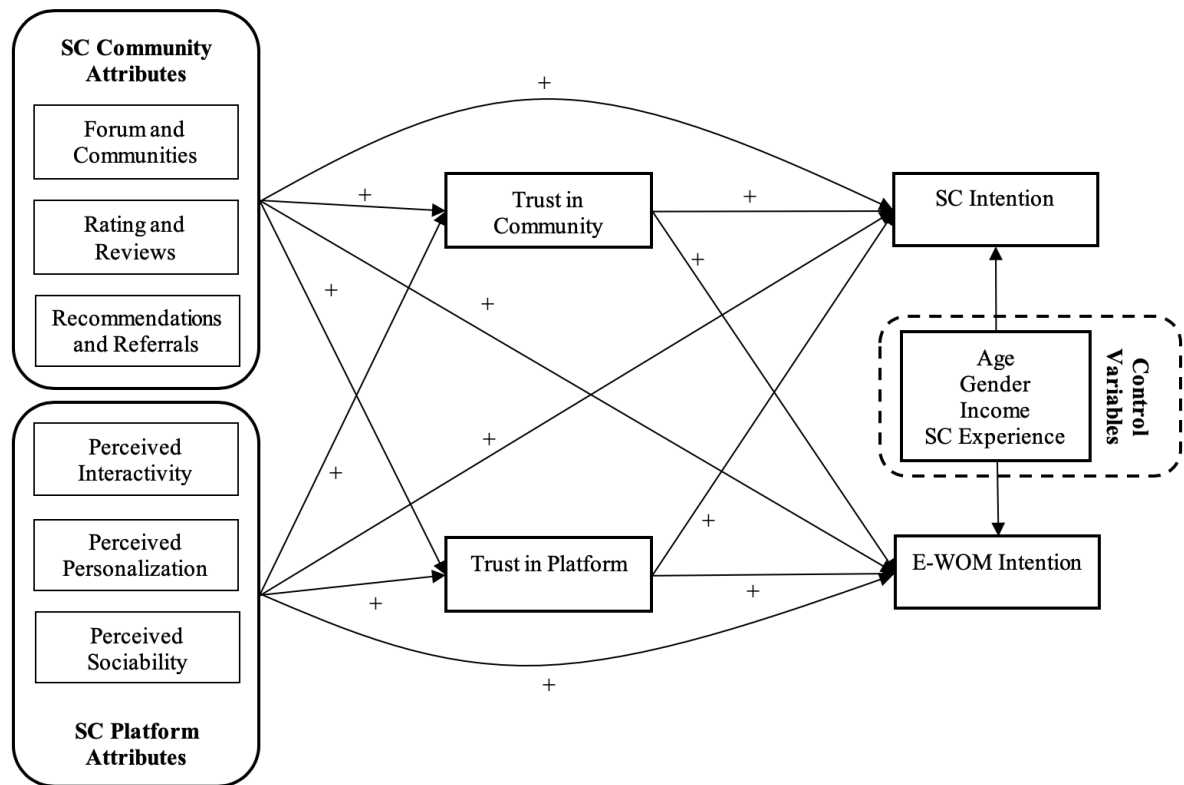 SC Community
Attributes
Forum and
Communities
Rating and
Reviews
Recommendations
and Referrals
Perceived
Interactivity
Perceived
Personalization
Perceived
Sociability
SC Platform
Attributes
+
+
+
+
+
+
+
+
Trust in
Community
Trust in Platform
+
+
+
+
SC Intention
Age
Gender
Income
SC Experience
Control
Variables
E-WOM Intention